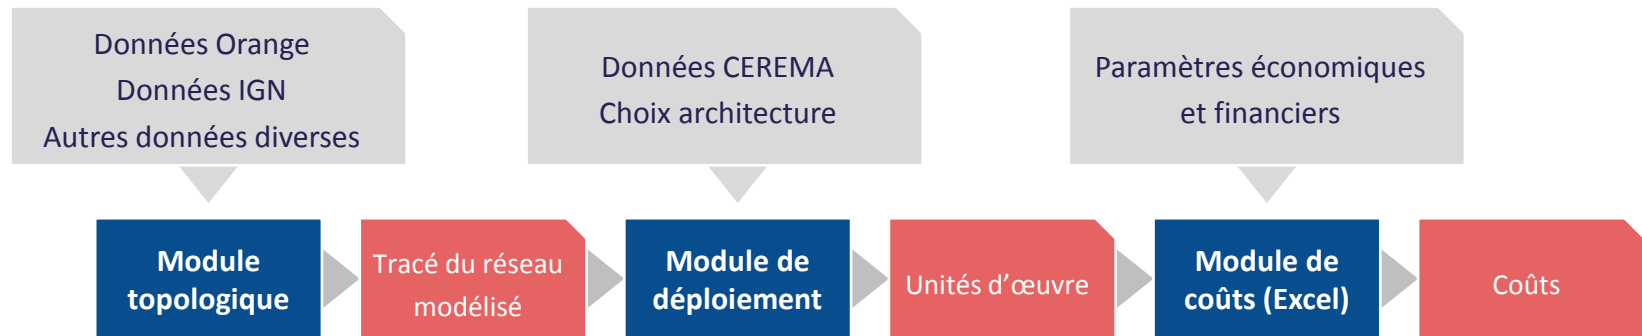 Données Orange
Données IGN
Autres données diverses
Données CEREMA
Choix architecture
Paramètres économiques
et financiers
Module
topologique
Tracé du réseau
modélisé
Module de
déploiement
Unités d’œuvre
Module de
coûts (Excel)
Coûts